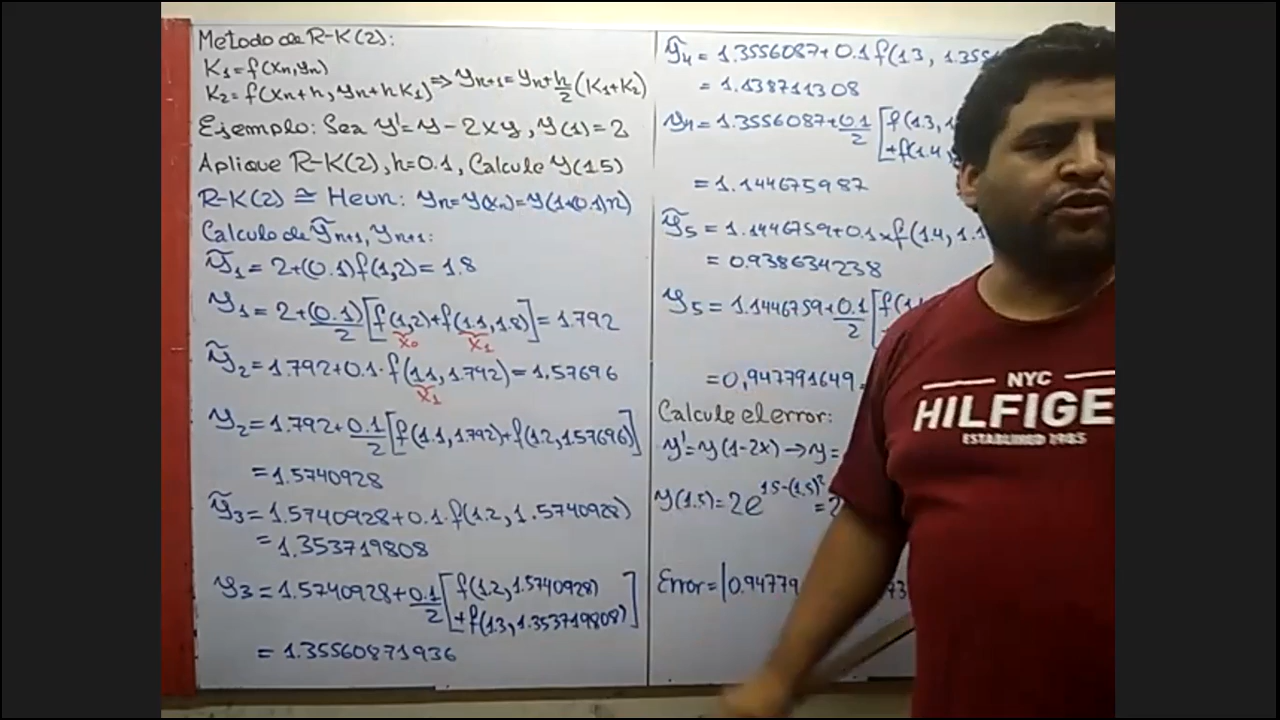 Metodo de R-K(2):
K₁ = f(xn, yn)
K₂ = f(xn+h, yn+hK₁) ⇒ yn+1 = yn + h/2 (K₁+K₂)
Ejemplo: Sea y' = y - 2xy, y(1) = 2
Aplique R-K(2), h=0.1, Calcule y(1.5)
R-K(2) ≅ Heun: yn = y(xn) = y(1+(0.1)n)
Calculo de ỹn+1, yn+1:
ỹ1 = 2+(0.1)f(1,2) = 1.8
y1 = 2+(0.1)/2 [f(1,2)+f(1.1,1.8)] = 1.792
x₀ x₁
ỹ2 = 1.792+0.1·f(1.1,1.792) = 1.57696
x₁
y2 = 1.792+0.1/2 [f(1.1,1.792)+f(1.2,1.57696)]
= 1.5740928
ỹ3 = 1.5740928+0.1·f(1.2, 1.5740928)
= 1.353719808
y3 = 1.5740928+0.1/2 [f(1.2,1.5740928)
+f(1.3,1.353719808)]
= 1.35560871936
ỹ4 = 1.3556087+0.1f(1.3, 1.355
= 1.138711308
y4 = 1.3556087+0.1/2 [f(1.3, 1
+f(1.4,
= 1.144675987
ỹ5 = 1.1446759+0.1×f(1.4, 1.1
= 0.938634238
y5 = 1.1446759+0.1/2 [f(1.
= 0,947791649
Calcule el error:
y' = y(1-2x) → y =
y(1.5) = 2e^1.5-(1.5)² = 2
Error = |0.94779 73
NYC
HILFIGE
ESTABLISHED 1985